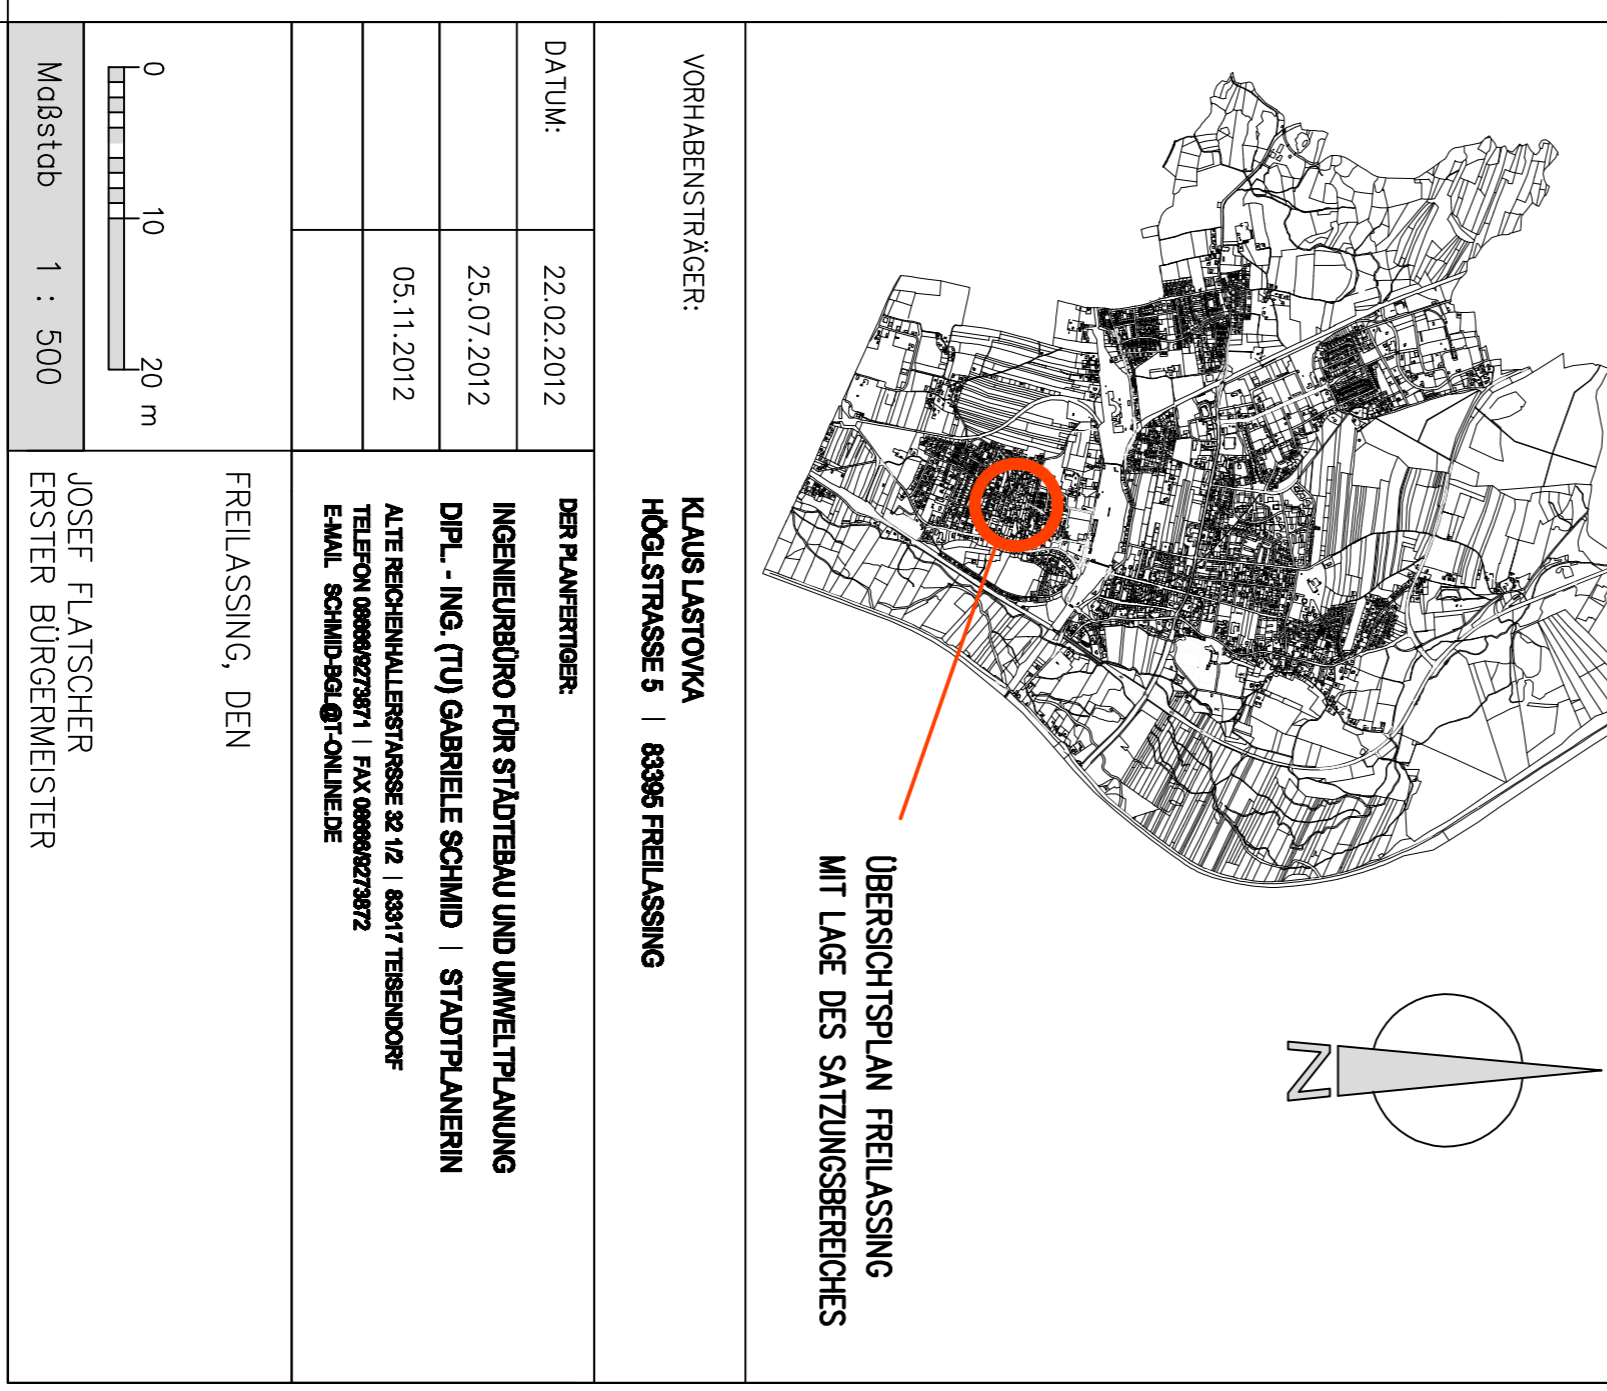 N
ÜBERSICHTSPLAN FREILASSING
MIT LAGE DES SATZUNGSBEREICHES
VORHABENSTRÄGER:
KLAUS LASTOVKA
HÖGLSTRASSE 5 | 83395 FREILASSING
DATUM:
22.02.2012
25.07.2012
05.11.2012
DER PLANFERTIGER:
INGENIEURBÜRO FÜR STÄDTEBAU UND UMWELTPLANUNG
DIPL. - ING. (TU) GABRIELE SCHMID | STADTPLANERIN
ALTE REICHENHALLERSTARSSE 32 1/2 | 83317 TEISENDORF
TELEFON 08666/9273871 | FAX 08666/9273872
E-MAIL SCHMID-BGL@T-ONLINE.DE
0 10 20 m
Maßstab 1 : 500
FREILASSING, DEN
JOSEF FLATSCHER
ERSTER BÜRGERMEISTER